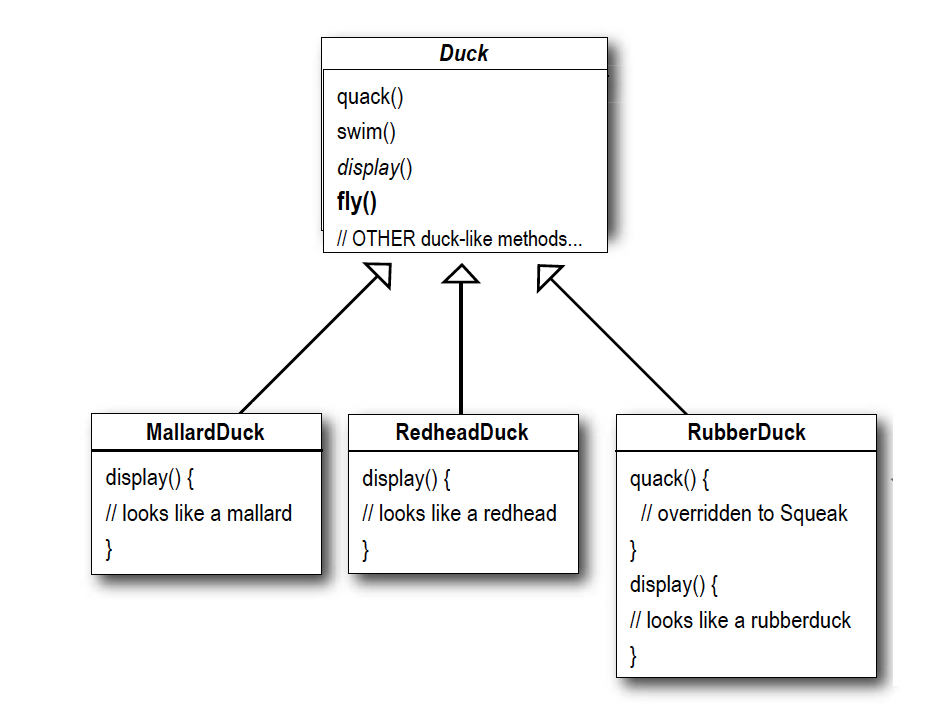 Duck
quack()
swim()
display()
fly()
// OTHER duck-like methods...
MallardDuck
display() {
// looks like a mallard
}
RedheadDuck
display() {
// looks like a redhead
}
RubberDuck
quack() {
// overridden to Squeak
}
display() {
// looks like a rubberduck
}